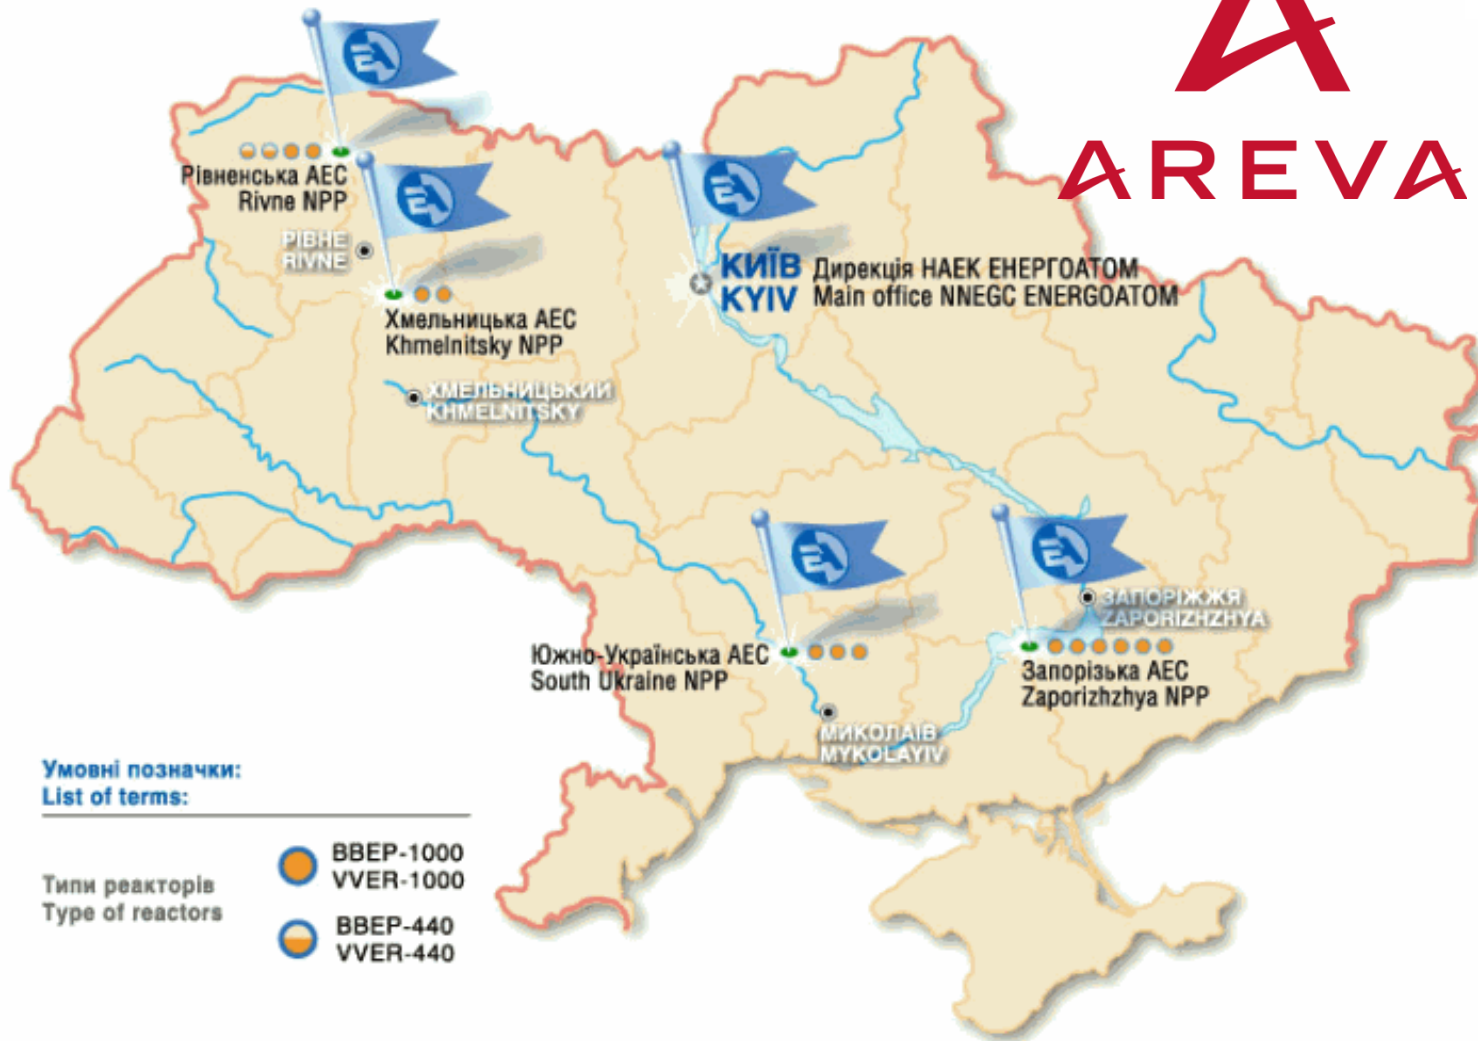 AREVA
Рівненська АЕС
Rivne NPP
РІВНЕ
RIVNE
КИЇВ Дирекція НАЕК ЕНЕРГОАТОМ
KYIV Main office NNEGC ENERGOATOM
Хмельницька АЕС
Khmelnitsky NPP
ХМЕЛЬНИЦЬКИЙ
KHMELNITSKY
ЗАПОРІЖЖЯ
ZAPORIZHZHYA
Южно-Українська АЕС
South Ukraine NPP
Запорізька АЕС
Zaporizhzhya NPP
МИКОЛАІВ
MYKOLAYIV
Умовні позначки:
List of terms:
Типи реакторів
Type of reactors
ВВЕР-1000
VVER-1000
ВВЕР-440
VVER-440